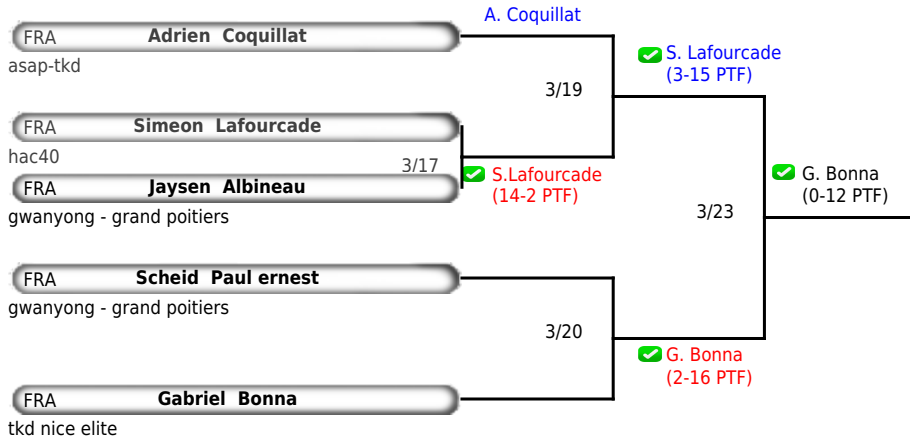 A. Coquillat
FRA Adrien Coquillat
asap-tkd
S. Lafourcade
(3-15 PTF)
3/19
FRA Simeon Lafourcade
hac40
3/17
S.Lafourcade
(14-2 PTF)
FRA Jaysen Albineau
gwanyong - grand poitiers
G. Bonna
(0-12 PTF)
3/23
FRA Scheid Paul ernest
gwanyong - grand poitiers
3/20
G. Bonna
(2-16 PTF)
FRA Gabriel Bonna
tkd nice elite